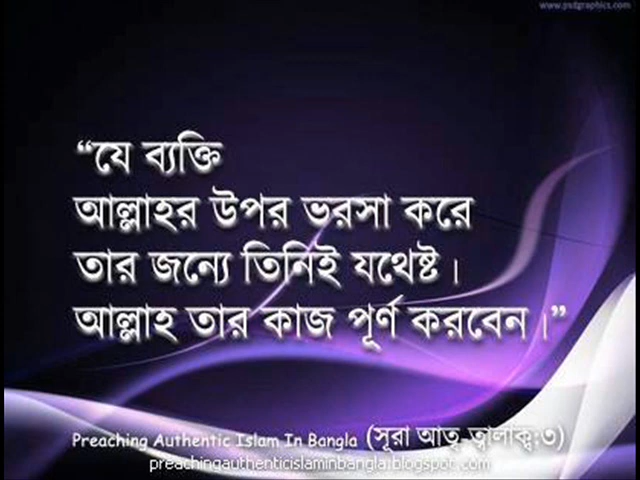 www.psdgraphics.com
“যে ব্যক্তি
আল্লাহর উপর ভরসা করে
তার জন্যে তিনিই যথেষ্ট।
আল্লাহ তার কাজ পূর্ণ করবেন।”
Preaching Authentic Islam In Bangla (সূরা আত্ব-ত্বালাক্ব:৩)
preachingauthenticislaminbangla.blogspot.com